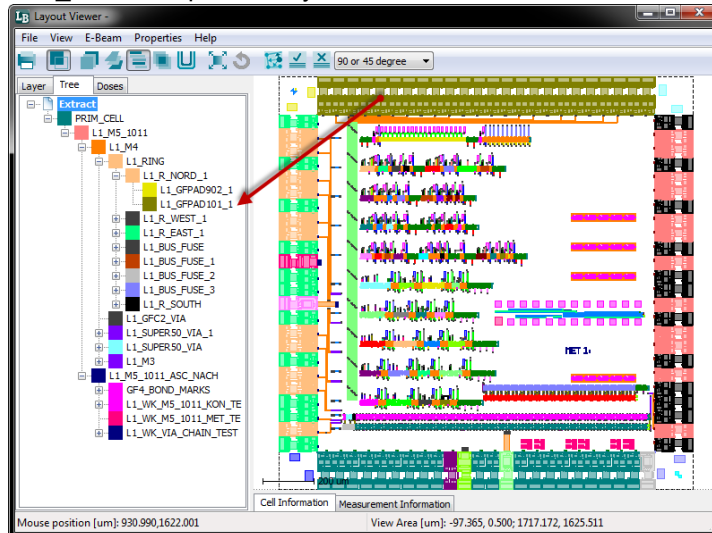 LB Layout Viewer -
File View E-Beam Properties Help
90 or 45 degree
Layer Tree Doses
Extract
PRIM_CELL
L1_M5_1011
L1_M4
L1_RING
L1_R_NORD_1
L1_GFPAD902_1
L1_GFPAD101_1
L1_R_WEST_1
L1_R_EAST_1
L1_BUS_FUSE
L1_BUS_FUSE_1
L1_BUS_FUSE_2
L1_BUS_FUSE_3
L1_R_SOUTH
L1_GFC2_VIA
L1_SUPER50_VIA_1
L1_SUPER50_VIA
L1_M3
L1_M5_1011_ASC_NACH
GF4_BOND_MARKS
L1_WK_M5_1011_KON_TE
L1_WK_M5_1011_MET_TE
L1_WK_VIA_CHAIN_TEST
MET 1
200 um
Cell Information Measurement Information
Mouse position [um]: 930.990,1622.001 View Area [um]: -97.365, 0.500; 1717.172, 1625.511